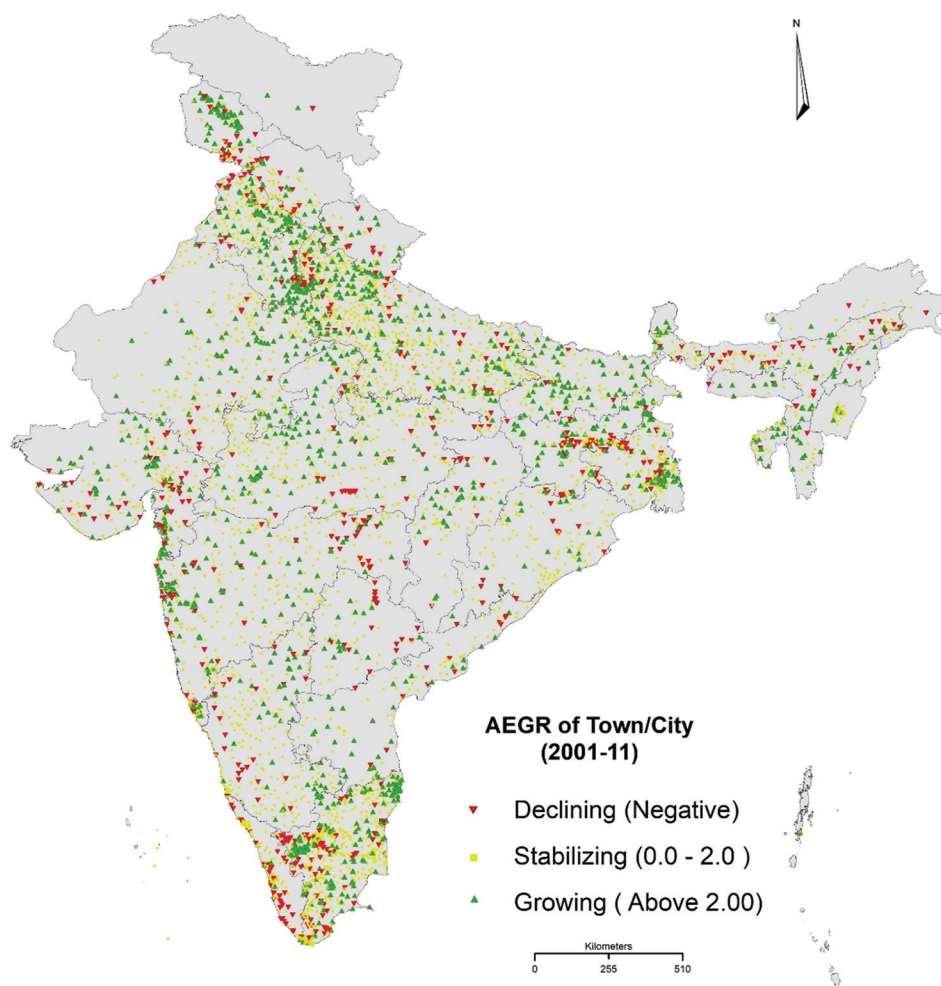 N
AEGR of Town/City
(2001-11)
Declining (Negative)
Stabilizing (0.0 - 2.0 )
Growing ( Above 2.00)
Kilometers
0 255 510